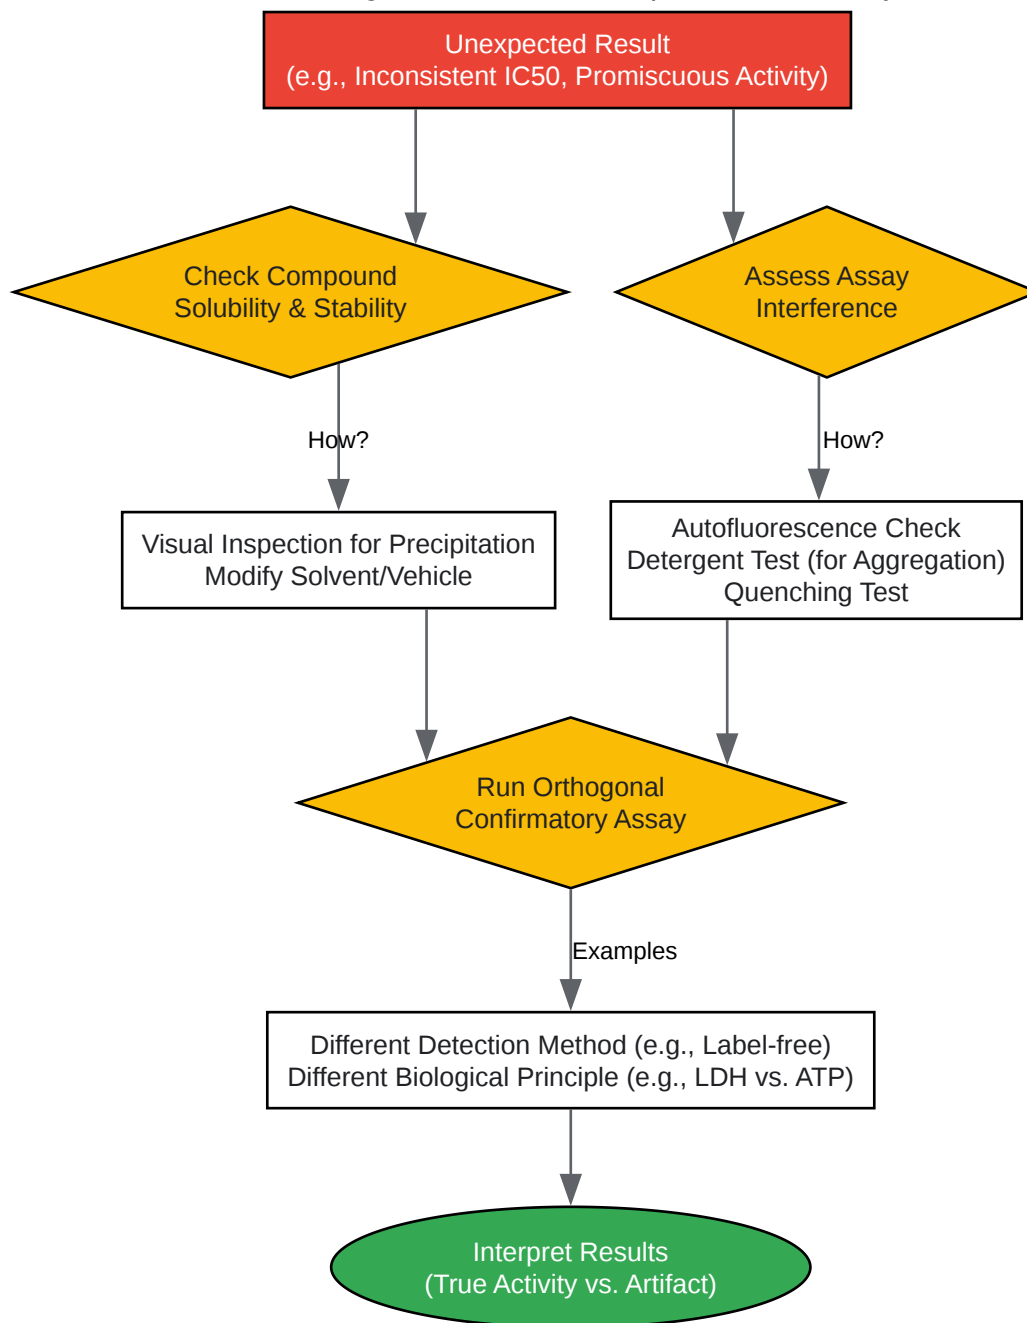 Unexpected Result
(e.g., Inconsistent IC50, Promiscuous Activity)
Check Compound
Solubility & Stability
Assess Assay
Interference
How?
How?
Visual Inspection for Precipitation
Modify Solvent/Vehicle
Autofluorescence Check
Detergent Test (for Aggregation)
Quenching Test
Run Orthogonal
Confirmatory Assay
Examples
Different Detection Method (e.g., Label-free)
Different Biological Principle (e.g., LDH vs. ATP)
Interpret Results
(True Activity vs. Artifact)